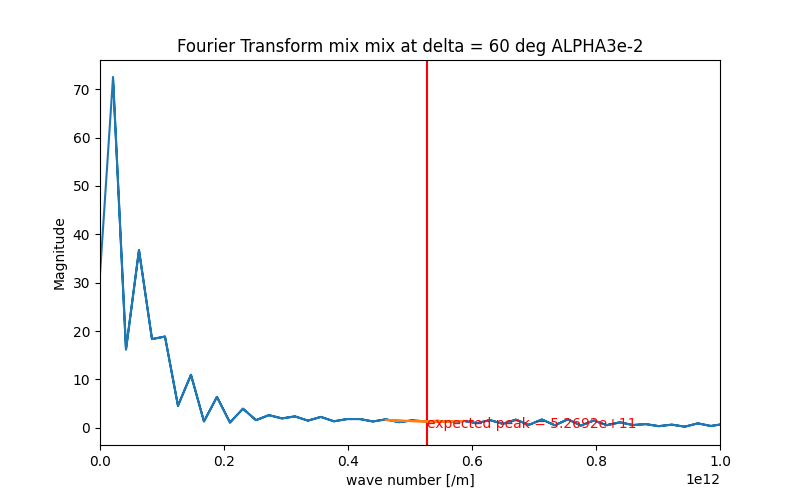 Fourier Transform mix mix at delta = 60 deg ALPHA3e-2
Magnitude
70
60
50
40
30
20
10
0
expected peak = 5.2692e+11
0.0 0.2 0.4 0.6 0.8 1.0
1e12
wave number [/m]